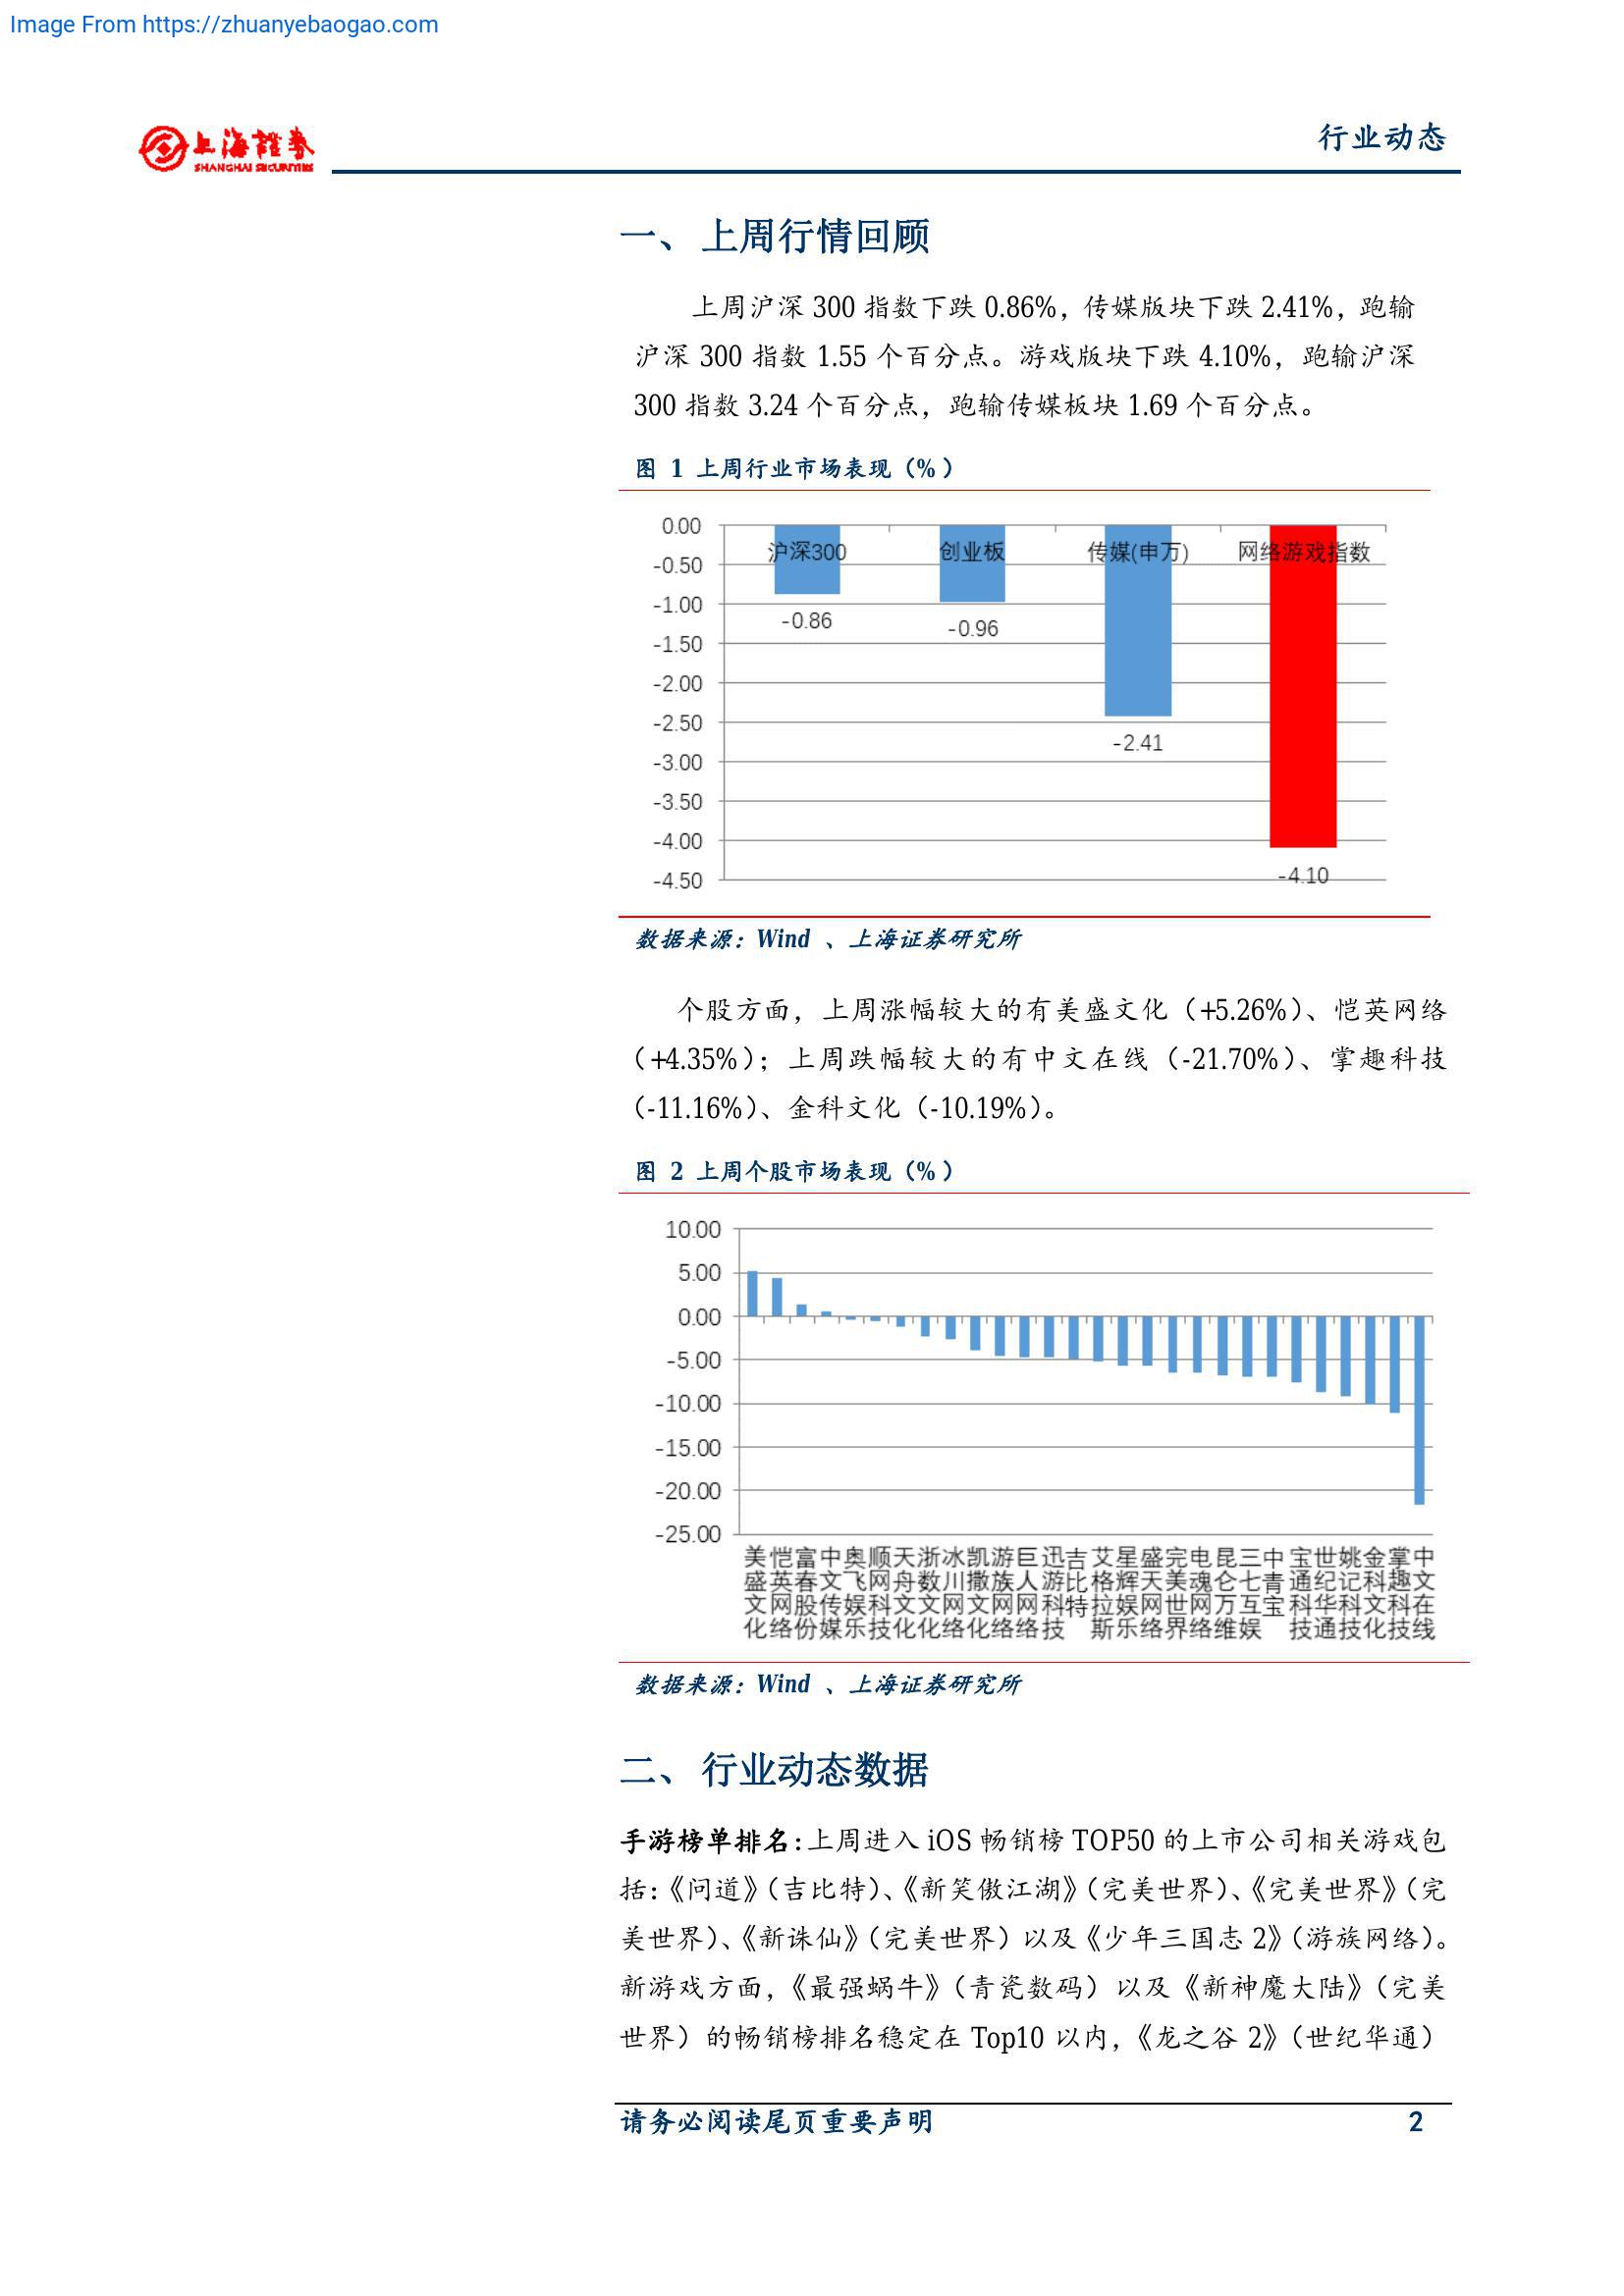 Image From https://zhuanyebaogao.com
上海證券
SHANGHAI SECURITIES
行业动态
一、 上周行情回顾
上周沪深 300 指数下跌 0.86%，传媒版块下跌 2.41%，跑输
沪深 300 指数 1.55 个百分点。游戏版块下跌 4.10%，跑输沪深
300 指数 3.24 个百分点，跑输传媒板块 1.69 个百分点。
图 1 上周行业市场表现（%）
0.00
-0.50
-1.00
-1.50
-2.00
-2.50
-3.00
-3.50
-4.00
-4.50
沪深300 创业板 传媒(申万) 网络游戏指数
-0.86
-0.96
-2.41
-4.10
数据来源：Wind 、上海证券研究所
个股方面，上周涨幅较大的有美盛文化（+5.26%）、恺英网络
（+4.35%）；上周跌幅较大的有中文在线（-21.70%）、掌趣科技
（-11.16%）、金科文化（-10.19%）。
图 2 上周个股市场表现（%）
10.00
5.00
0.00
-5.00
-10.00
-15.00
-20.00
-25.00
美盛文化
恺英网络
富春股份
中文传媒
奥飞娱乐
顺网科技
天舟文化
浙数文化
冰川网络
凯撒文化
游族网络
巨人网络
迅游科技
吉比特
艾格拉斯
星辉娱乐
盛天网络
完美世界
电魂网络
昆仑万维
三七互娱
中青宝
宝通科技
世纪华通
姚记科技
金科文化
掌趣科技
中文在线
数据来源：Wind 、上海证券研究所
二、 行业动态数据
手游榜单排名：上周进入 iOS 畅销榜 TOP50 的上市公司相关游戏包
括：《问道》（吉比特）、《新笑傲江湖》（完美世界）、《完美世界》（完
美世界）、《新诛仙》（完美世界）以及《少年三国志 2》（游族网络）。
新游戏方面，《最强蜗牛》（青瓷数码）以及《新神魔大陆》（完美
世界）的畅销榜排名稳定在 Top10 以内，《龙之谷 2》（世纪华通）
请务必阅读尾页重要声明 2